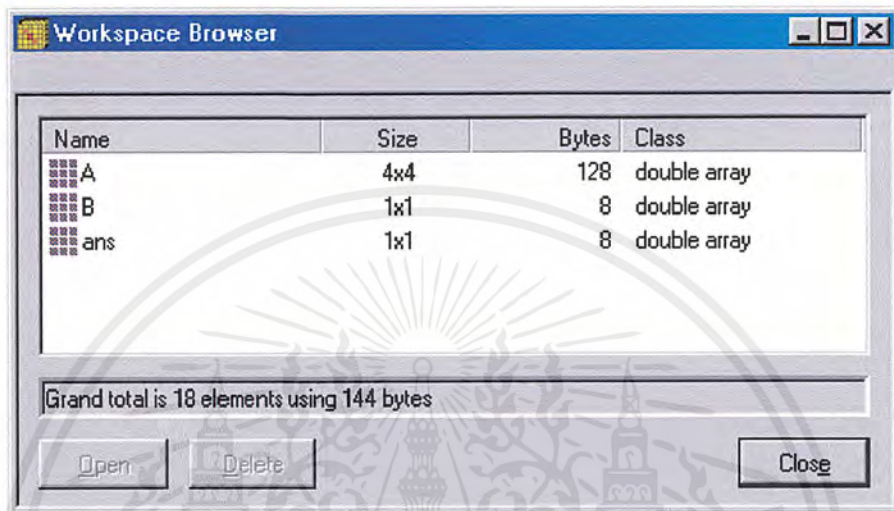 Workspace Browser
Name Size Bytes Class
A 4x4 128 double array
B 1x1 8 double array
ans 1x1 8 double array
Grand total is 18 elements using 144 bytes
Open Delete Close